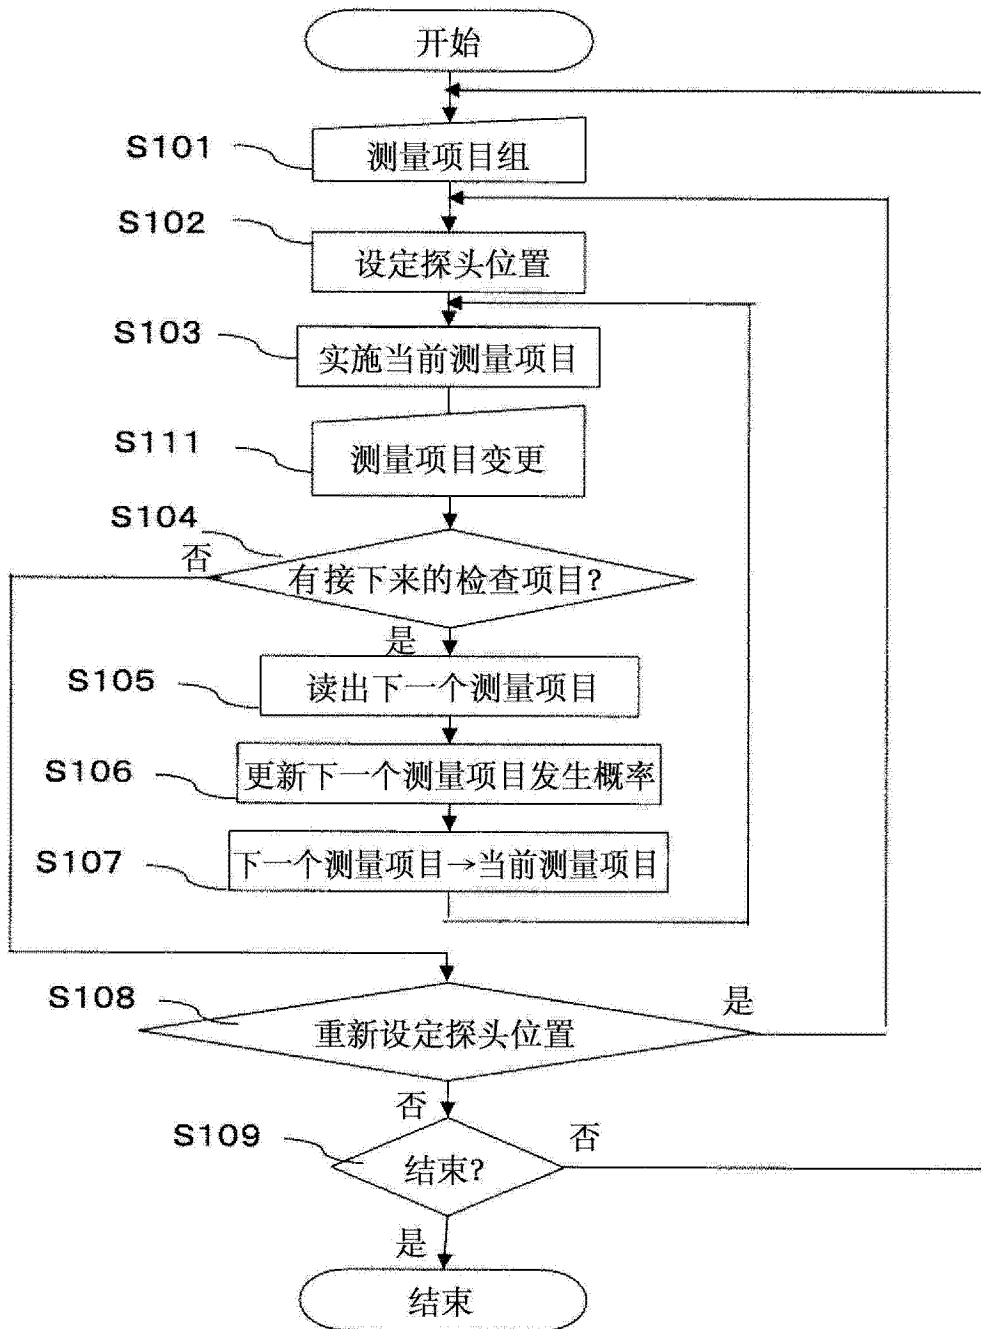 开始
S101
测量项目组
S102
设定探头位置
S103
实施当前测量项目
S111
测量项目变更
S104
否
有接下来的检查项目?
是
S105
读出下一个测量项目
S106
更新下一个测量项目发生概率
S107
下一个测量项目→当前测量项目
S108
是
重新设定探头位置
否
S109
否
结束?
是
结束